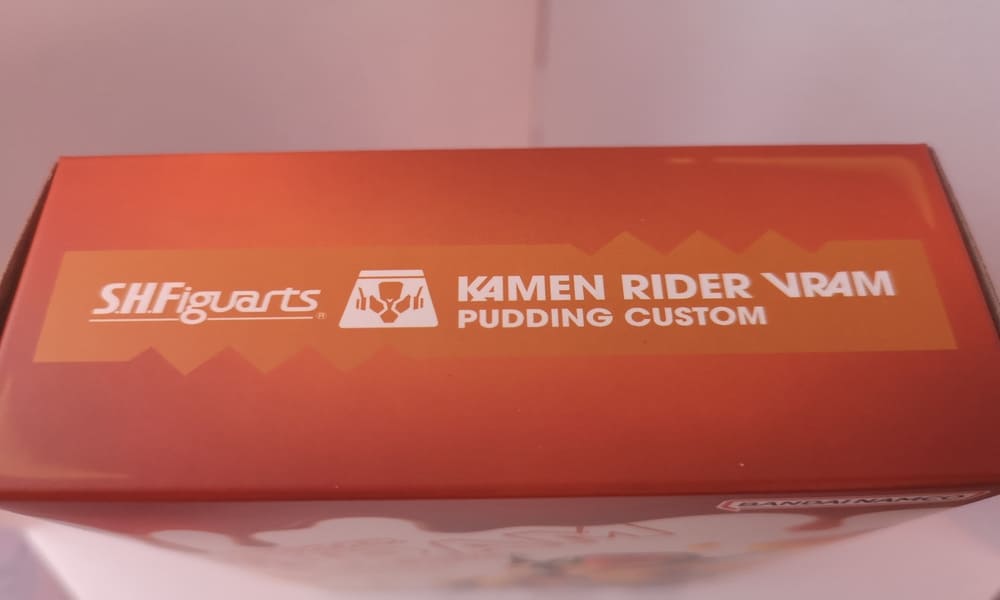 S.H.Figuarts®
KAMEN RIDER VRAM
PUDDING CUSTOM
BANDAI NAMCO